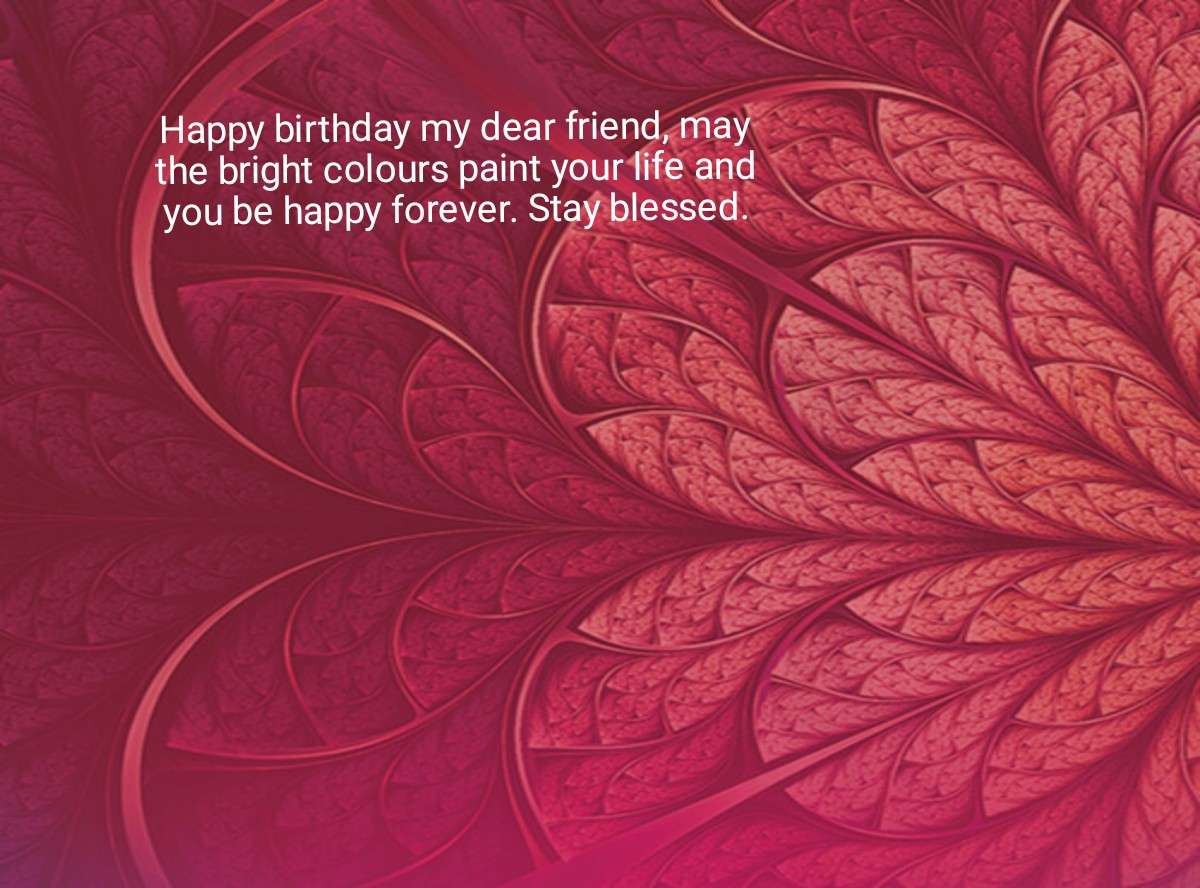 Happy birthday my dear friend, may
the bright colours paint your life and
you be happy forever. Stay blessed.